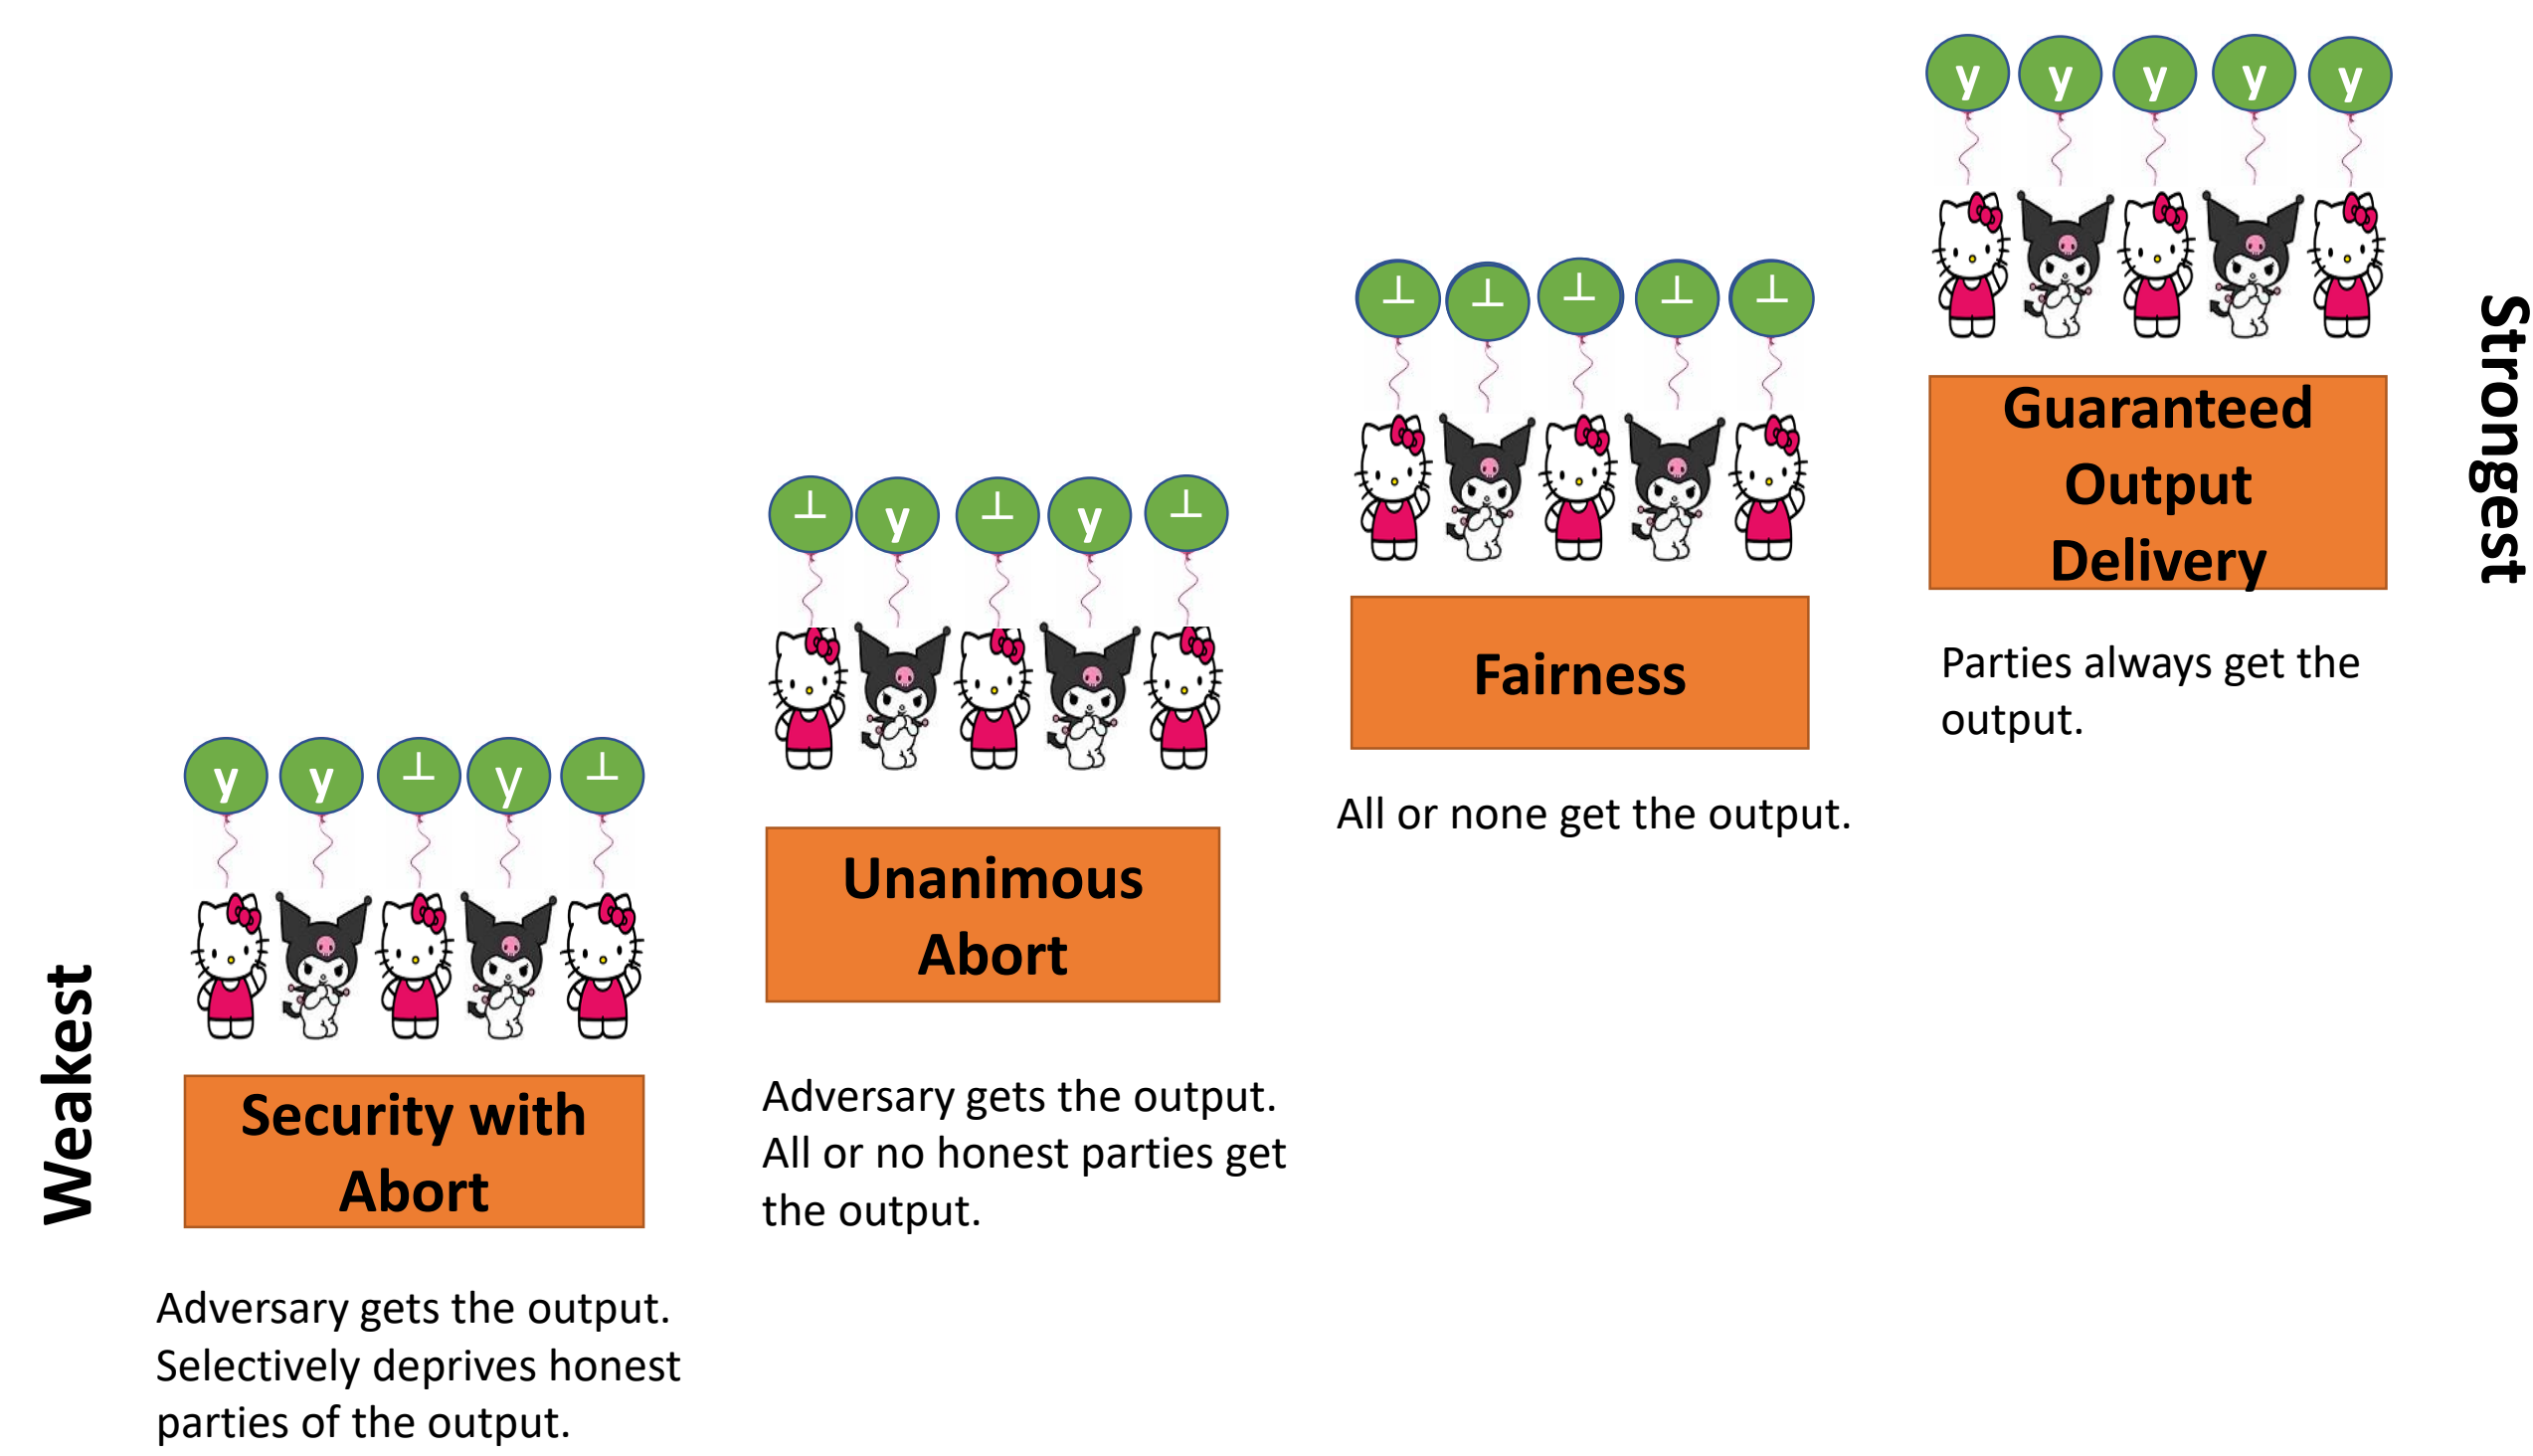 Weakest
y y ⊥ y ⊥
Security with
Abort
Adversary gets the output.
Selectively deprives honest
parties of the output.
⊥ y ⊥ y ⊥
Unanimous
Abort
Adversary gets the output.
All or no honest parties get
the output.
⊥ ⊥ ⊥ ⊥ ⊥
Fairness
All or none get the output.
y y y y y
Guaranteed
Output
Delivery
Parties always get the
output.
Strongest